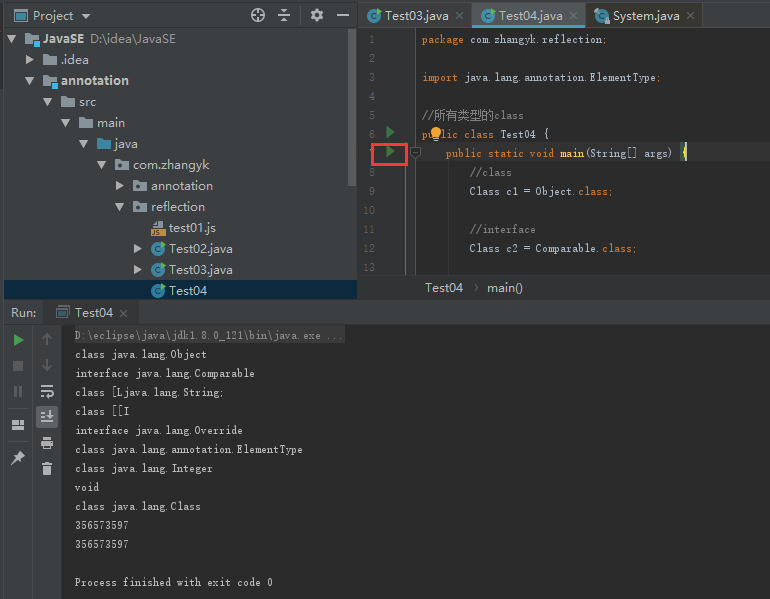 Project
JavaSE D:\idea\JavaSE
.idea
annotation
src
main
java
com.zhangyk
annotation
reflection
test01.js
Test02.java
Test03.java
Test04
Test03.java
Test04.java
System.java
1 package com.zhangyk.reflection;
2
3 import java.lang.annotation.ElementType;
4
5 //所有类型的class
6 public class Test04 {
public static void main(String[] args) {
8 //class
9 Class c1 = Object.class;
10
11 //interface
12 Class c2 = Comparable.class;
13
Test04 main()
Run: Test04
D:\eclipse\java\jdk1.8.0_121\bin\java.exe ...
class java.lang.Object
interface java.lang.Comparable
class [Ljava.lang.String;
class [[I
interface java.lang.Override
class java.lang.annotation.ElementType
class java.lang.Integer
void
class java.lang.Class
356573597
356573597
Process finished with exit code 0